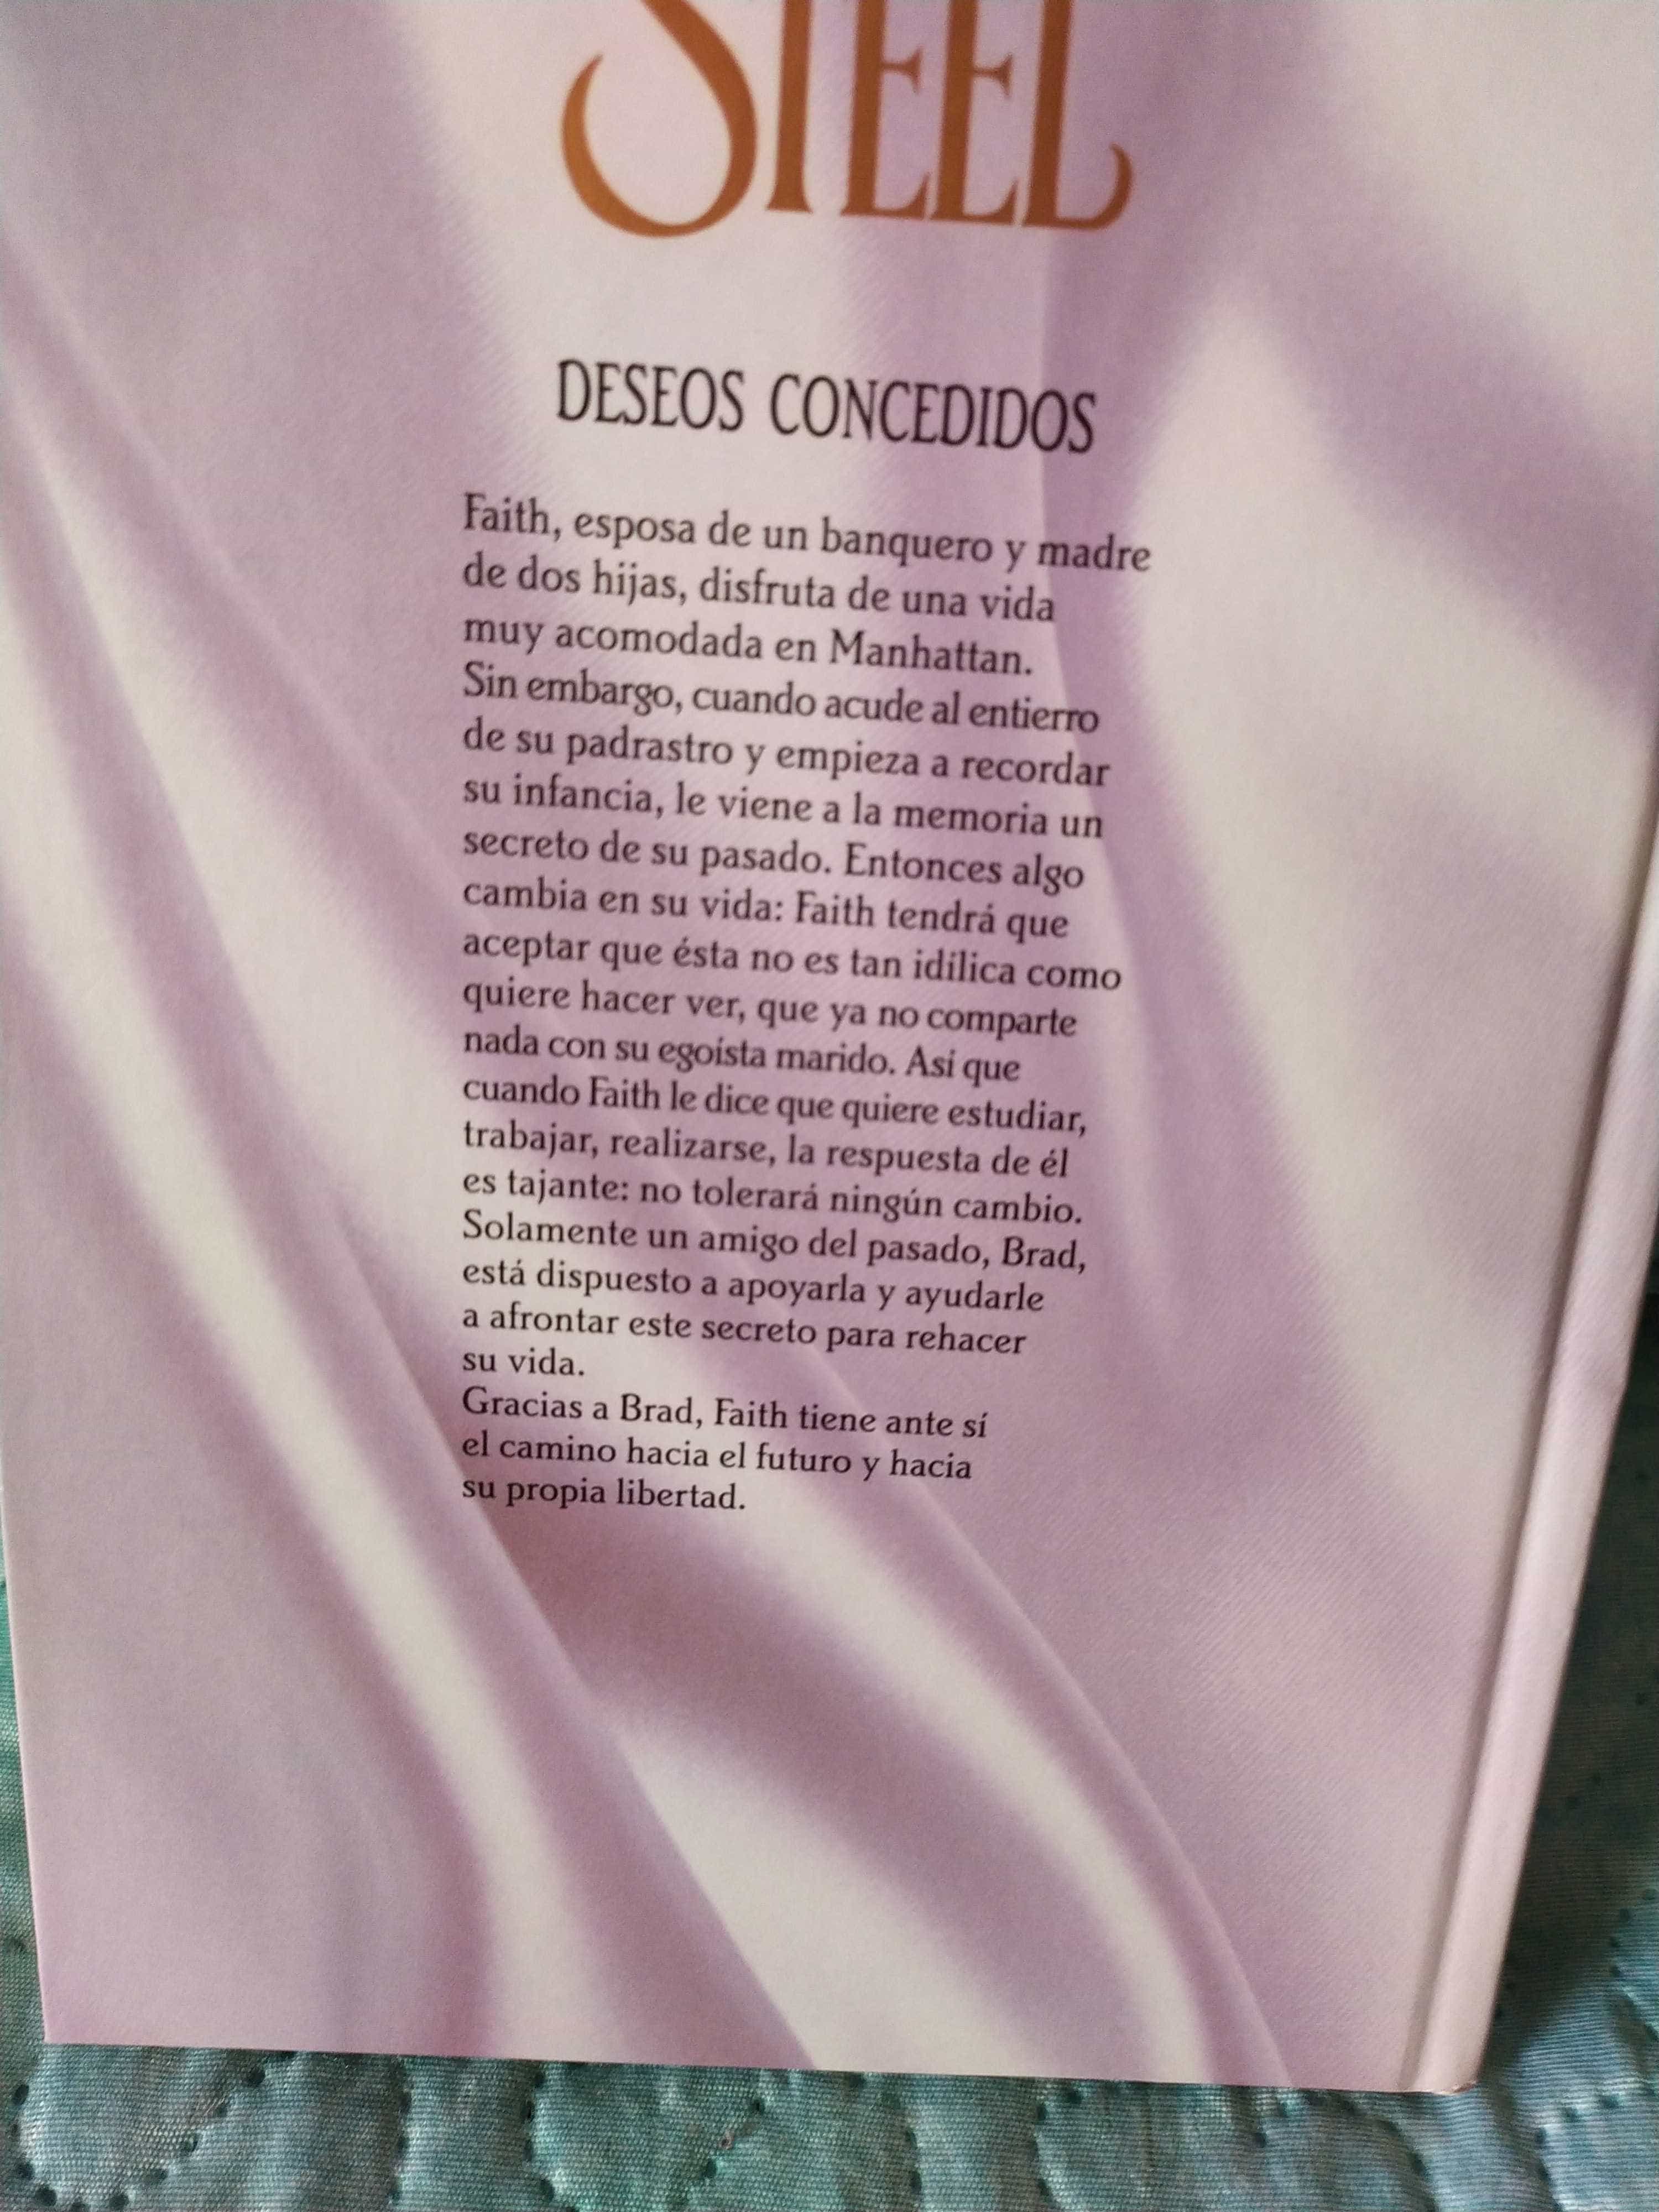 STEEL
DESEOS CONCEDIDOS
Faith, esposa de un banquero y madre
de dos hijas, disfruta de una vida
muy acomodada en Manhattan.
Sin embargo, cuando acude al entierro
de su padrastro y empieza a recordar
su infancia, le viene a la memoria un
secreto de su pasado. Entonces algo
cambia en su vida: Faith tendrá que
aceptar que ésta no es tan idílica como
quiere hacer ver, que ya no comparte
nada con su egoísta marido. Así que
cuando Faith le dice que quiere estudiar,
trabajar, realizarse, la respuesta de él
es tajante: no tolerará ningún cambio.
Solamente un amigo del pasado, Brad,
está dispuesto a apoyarla y ayudarle
a afrontar este secreto para rehacer
su vida.
Gracias a Brad, Faith tiene ante sí
el camino hacia el futuro y hacia
su propia libertad.